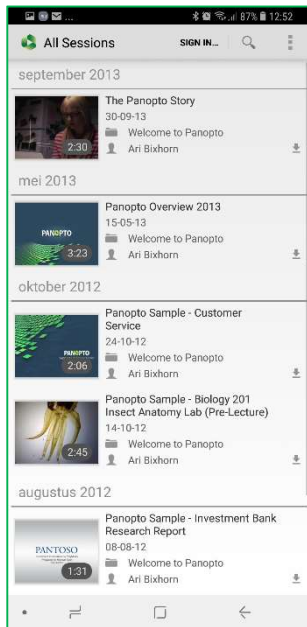 87% 12:52
All Sessions SIGN IN...
september 2013
The Panopto Story
30-09-13
Welcome to Panopto
Ari Bixhorn
2:30
mei 2013
Panopto Overview 2013
15-05-13
Welcome to Panopto
Ari Bixhorn
PANOPTO
3:23
oktober 2012
Panopto Sample - Customer
Service
24-10-12
Welcome to Panopto
Ari Bixhorn
PANOPTO
2:06
Panopto Sample - Biology 201
Insect Anatomy Lab (Pre-Lecture)
14-10-12
Welcome to Panopto
Ari Bixhorn
2:45
augustus 2012
Panopto Sample - Investment Bank
Research Report
08-08-12
Welcome to Panopto
Ari Bixhorn
PANTOSO
1:31